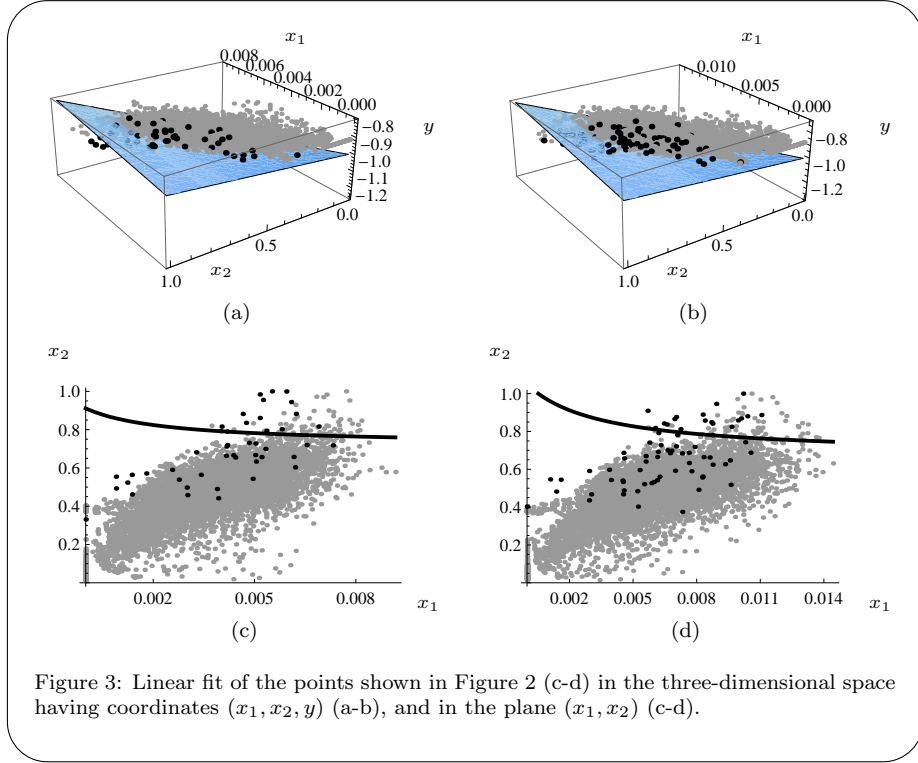 x1
x1
0.008
0.006
0.004
0.002
0.000
y
−0.8
−0.9
−1.0
−1.1
−1.2
0.0
0.5
x2
1.0
0.010
0.005
0.000
y
−0.8
−1.0
−1.2
0.0
0.5
x2
1.0
(a)
(b)
x2
1.0
0.8
0.6
0.4
0.2
0.002
0.005
0.008
x1
x2
1.0
0.8
0.6
0.4
0.2
0.002
0.005
0.008
0.011
0.014
x1
(c)
(d)
Figure 3: Linear fit of the points shown in Figure 2 (c-d) in the three-dimensional space
having coordinates (x1, x2, y) (a-b), and in the plane (x1, x2) (c-d).